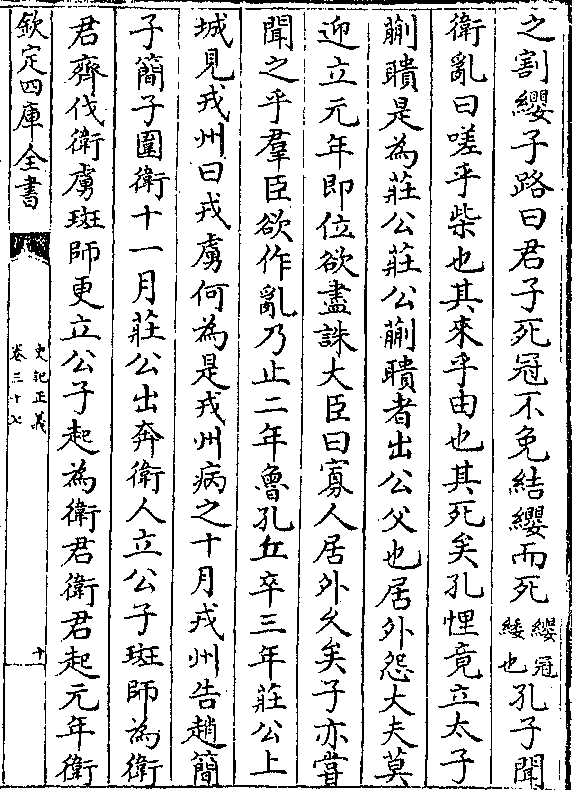 之割纓子路曰君子死冠不免結纓而死纓冠緌也孔子聞
衛亂曰嗟乎柴也其來乎由也其死矣孔悝竟立太子
蒯聵是為莊公莊公蒯聵者出公父也居外怨大夫莫
迎立元年即位欲盡誅大臣曰寡人居外乆矣子亦嘗
聞之乎羣臣欲作亂乃止二年魯孔丘卒三年莊公上
城見戎州曰戎虜何為是戎州病之十月戎州告趙簡
子簡子圍衛十一月莊公出奔衛人立公子斑師為衛
君齊伐衛虜斑師更立公子起為衛君衛君起元年衛
欽定四庫全書
史記正義
卷三十七
十